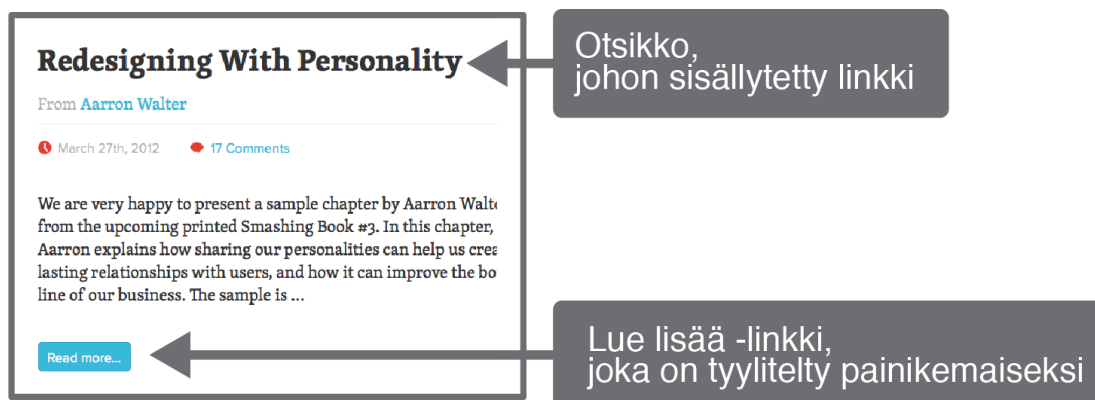 Redesigning With Personality
From Aarron Walter
March 27th, 2012 17 Comments
We are very happy to present a sample chapter by Aarron Walt
from the upcoming printed Smashing Book #3. In this chapter,
Aarron explains how sharing our personalities can help us crea
lasting relationships with users, and how it can improve the bo
line of our business. The sample is ...
Read more...
Otsikko,
johon sisällytetty linkki
Lue lisää -linkki,
joka on tyylitelty painikemaiseksi